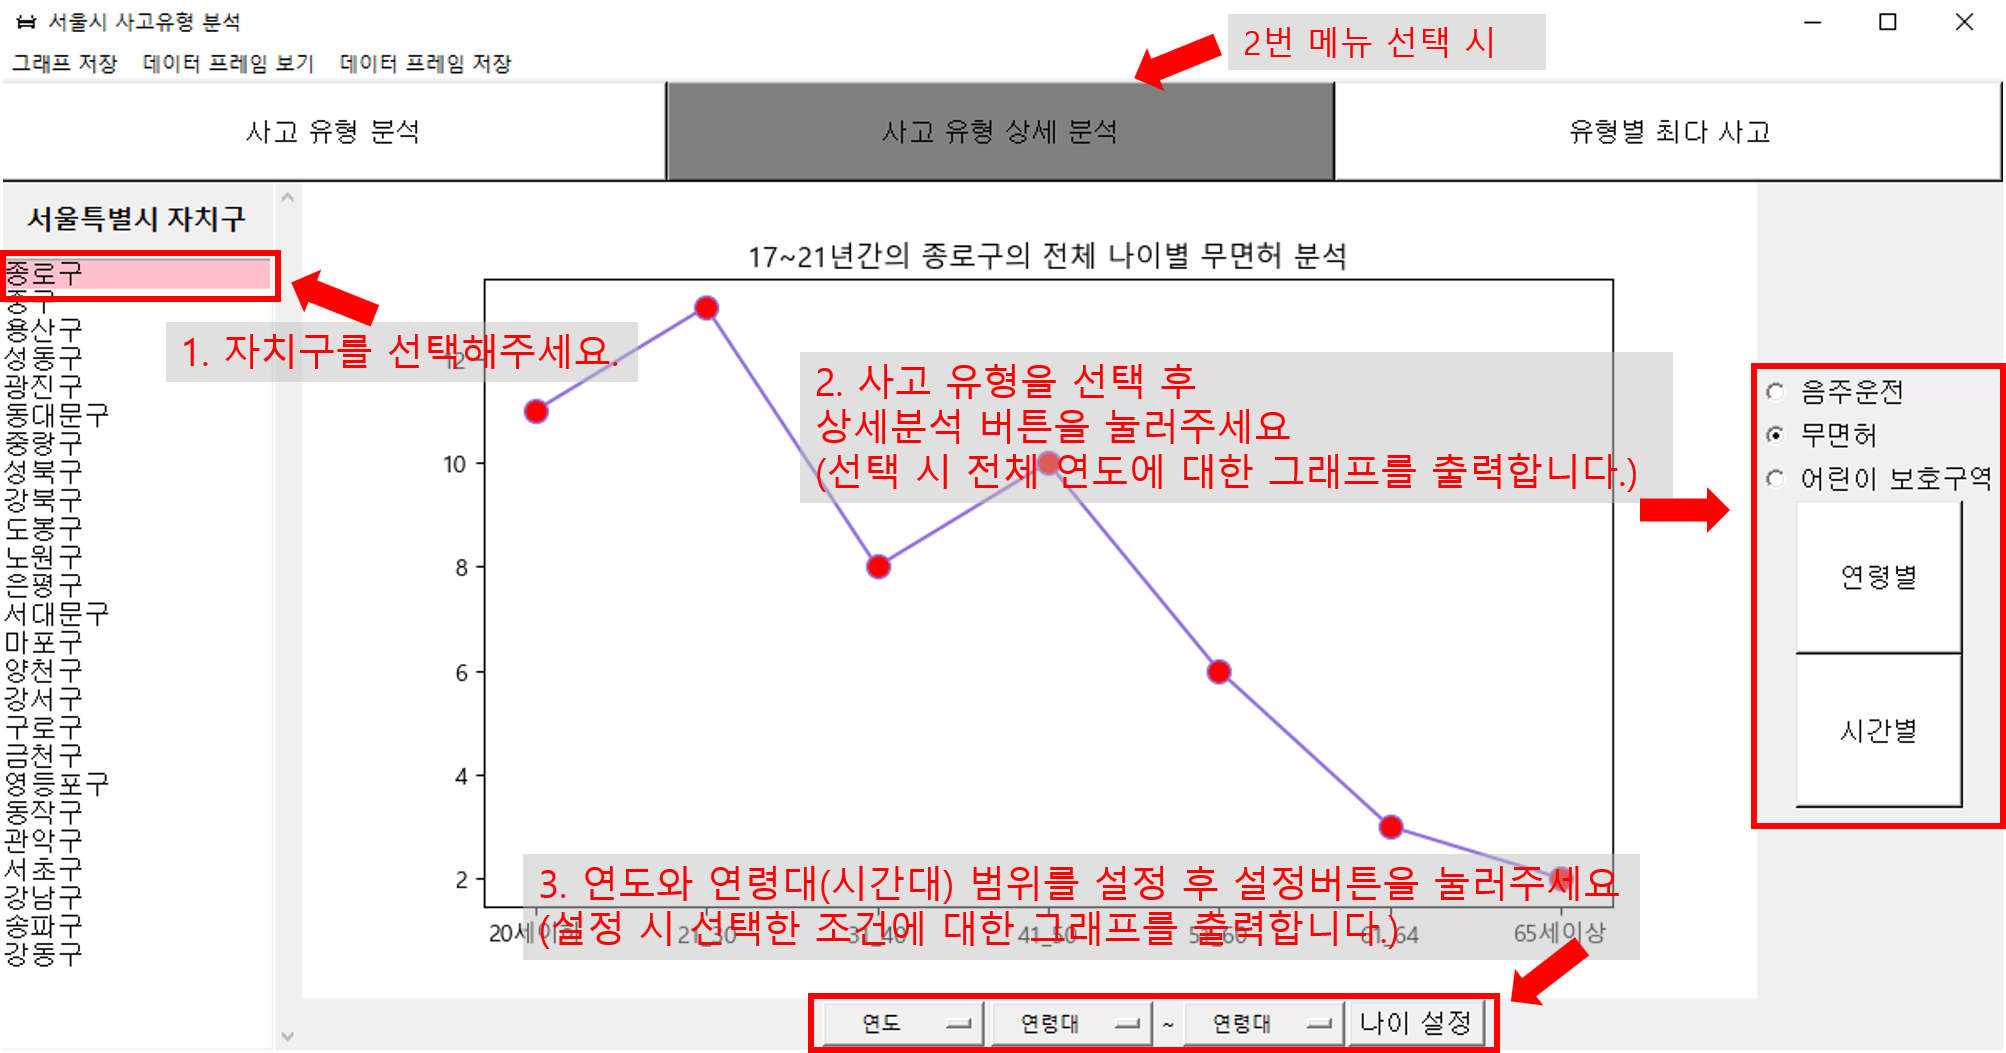 서울시 사고유형 분석
그래프 저장 데이터 프레임 보기 데이터 프레임 저장
2번 메뉴 선택 시
사고 유형 분석
사고 유형 상세 분석
유형별 최다 사고
서울특별시 자치구
종로구
중구
용산구
성동구
광진구
동대문구
중랑구
성북구
강북구
도봉구
노원구
은평구
서대문구
마포구
양천구
강서구
구로구
금천구
영등포구
동작구
관악구
서초구
강남구
송파구
강동구
1. 자치구를 선택해주세요.
17~21년간의 종로구의 전체 나이별 무면허 분석
12
10
8
6
4
2
20세이하 21_30 31_40 41_50 51_60 61_64 65세이상
2. 사고 유형을 선택 후
상세분석 버튼을 눌러주세요
(선택 시 전체 연도에 대한 그래프를 출력합니다.)
음주운전
무면허
어린이 보호구역
연령별
시간별
3. 연도와 연령대(시간대) 범위를 설정 후 설정버튼을 눌러주세요
(설정 시 선택한 조건에 대한 그래프를 출력합니다.)
연도 연령대 ~ 연령대 나이 설정